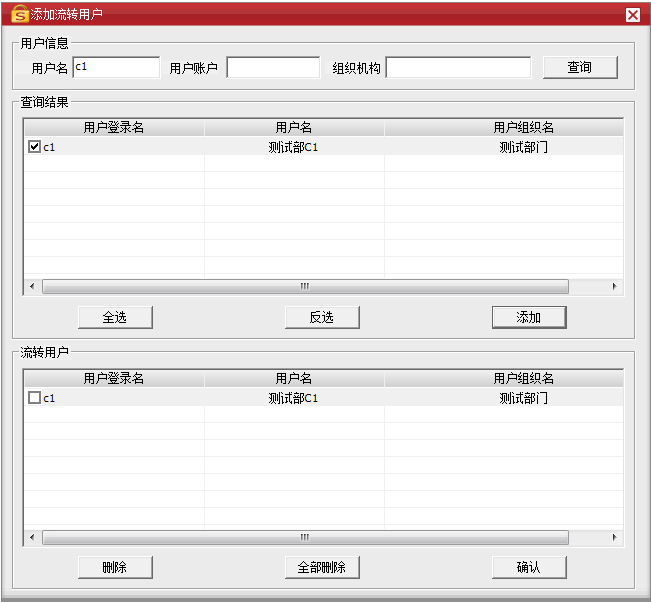 添加流转用户
用户信息
用户名 c1 用户账户 组织机构 查询
查询结果
用户登录名 用户名 用户组织名
c1 测试部C1 测试部门
全选 反选 添加
流转用户
用户登录名 用户名 用户组织名
c1 测试部C1 测试部门
删除 全部删除 确认